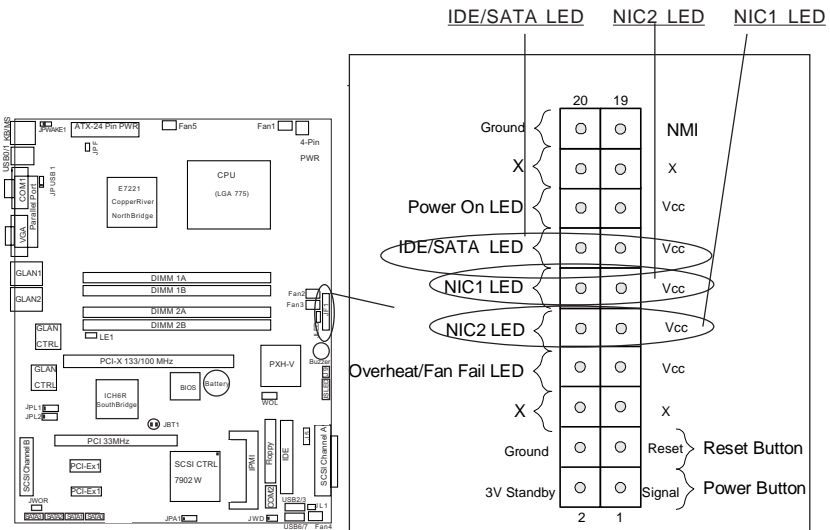 IDE/SATA LED NIC2 LED NIC1 LED
20 19
Ground NMI
X X
Power On LED Vcc
IDE/SATA LED Vcc
NIC1 LED Vcc
NIC2 LED Vcc
Overheat/Fan Fail LED Vcc
X X
Ground Reset Reset Button
3V Standby Signal Power Button
2 1
KB/MS
JPWAKE1
ATX-24 Pin PWR
Fan5
Fan1
4-Pin
PWR
USB0/1
JPF
JPUSB 1
COM1
Parallel Port
VGA
E7221
CopperRiver
NorthBridge
CPU
(LGA 775)
GLAN1
GLAN2
DIMM 1A
DIMM 1B
DIMM 2A
DIMM 2B
Fan2
Fan3
JF1
GLAN
CTRL
LE1
PCI-X 133/100 MHz
PXH-V
Buzzer
GLAN
CTRL
ICH6R
SouthBridge
BIOS
Battery
WOL
JPL1
JPL2
JBT1
PCI 33MHz
SCSI Channel B
PCI-Ex1
PCI-Ex1
SCSI CTRL
7902 W
IPMI
Floppy
IDE
COM2
SCSI Channel A
JWOR
JPA1
JWD
USB2/3
USB6/7
JL1
Fan4